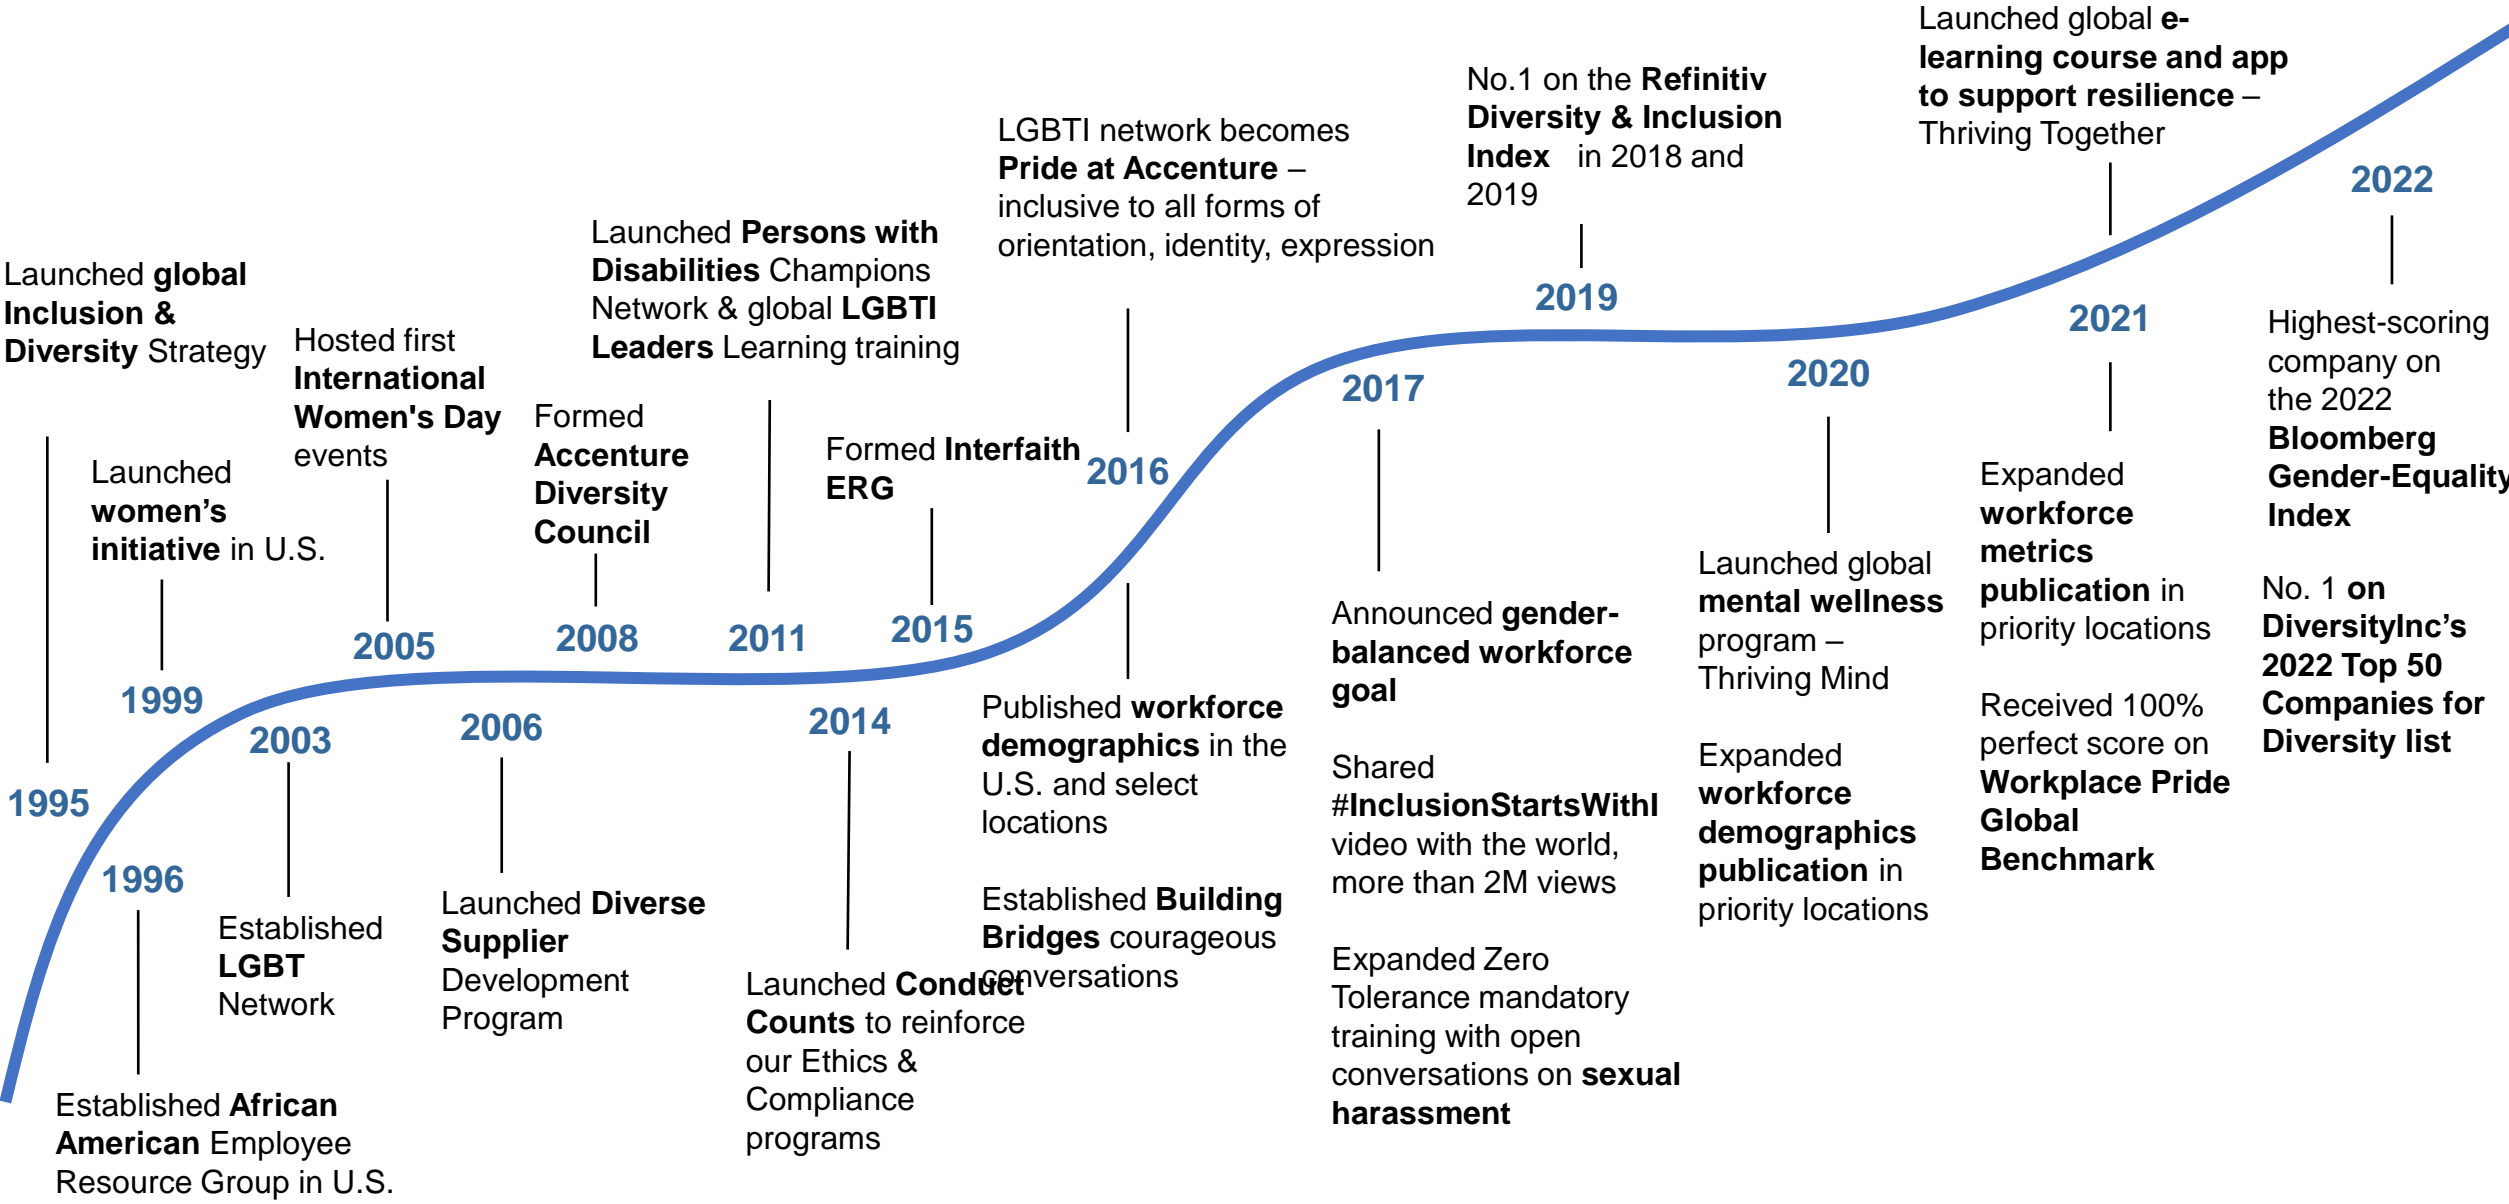 Launched global
Inclusion &
Diversity Strategy
1995
1996
Established African
American Employee
Resource Group in U.S.
Launched
women’s
initiative in U.S.
1999
2003
Established
LGBT
Network
Hosted first
International
Women's Day
events
2005
2006
Launched Diverse
Supplier
Development
Program
Formed
Accenture
Diversity
Council
2008
Launched Persons with
Disabilities Champions
Network & global LGBTI
Leaders Learning training
2011
2014
Launched Conduct
Counts to reinforce
our Ethics &
Compliance
programs
Formed Interfaith
ERG
2015
LGBTI network becomes
Pride at Accenture –
inclusive to all forms of
orientation, identity, expression
2016
Published workforce
demographics in the
U.S. and select
locations
Established Building
Bridges courageous
conversations
2017
Announced gender-
balanced workforce
goal
Shared
#InclusionStartsWithI
video with the world,
more than 2M views
Expanded Zero
Tolerance mandatory
training with open
conversations on sexual
harassment
No.1 on the Refinitiv
Diversity & Inclusion
Index in 2018 and
2019
2019
2020
Launched global
mental wellness
program –
Thriving Mind
Expanded
workforce
demographics
publication in
priority locations
Launched global e-
learning course and app
to support resilience –
Thriving Together
2021
Expanded
workforce
metrics
publication in
priority locations
Received 100%
perfect score on
Workplace Pride
Global
Benchmark
2022
Highest-scoring
company on
the 2022
Bloomberg
Gender-Equality
Index
No. 1 on
DiversityInc’s
2022 Top 50
Companies for
Diversity list